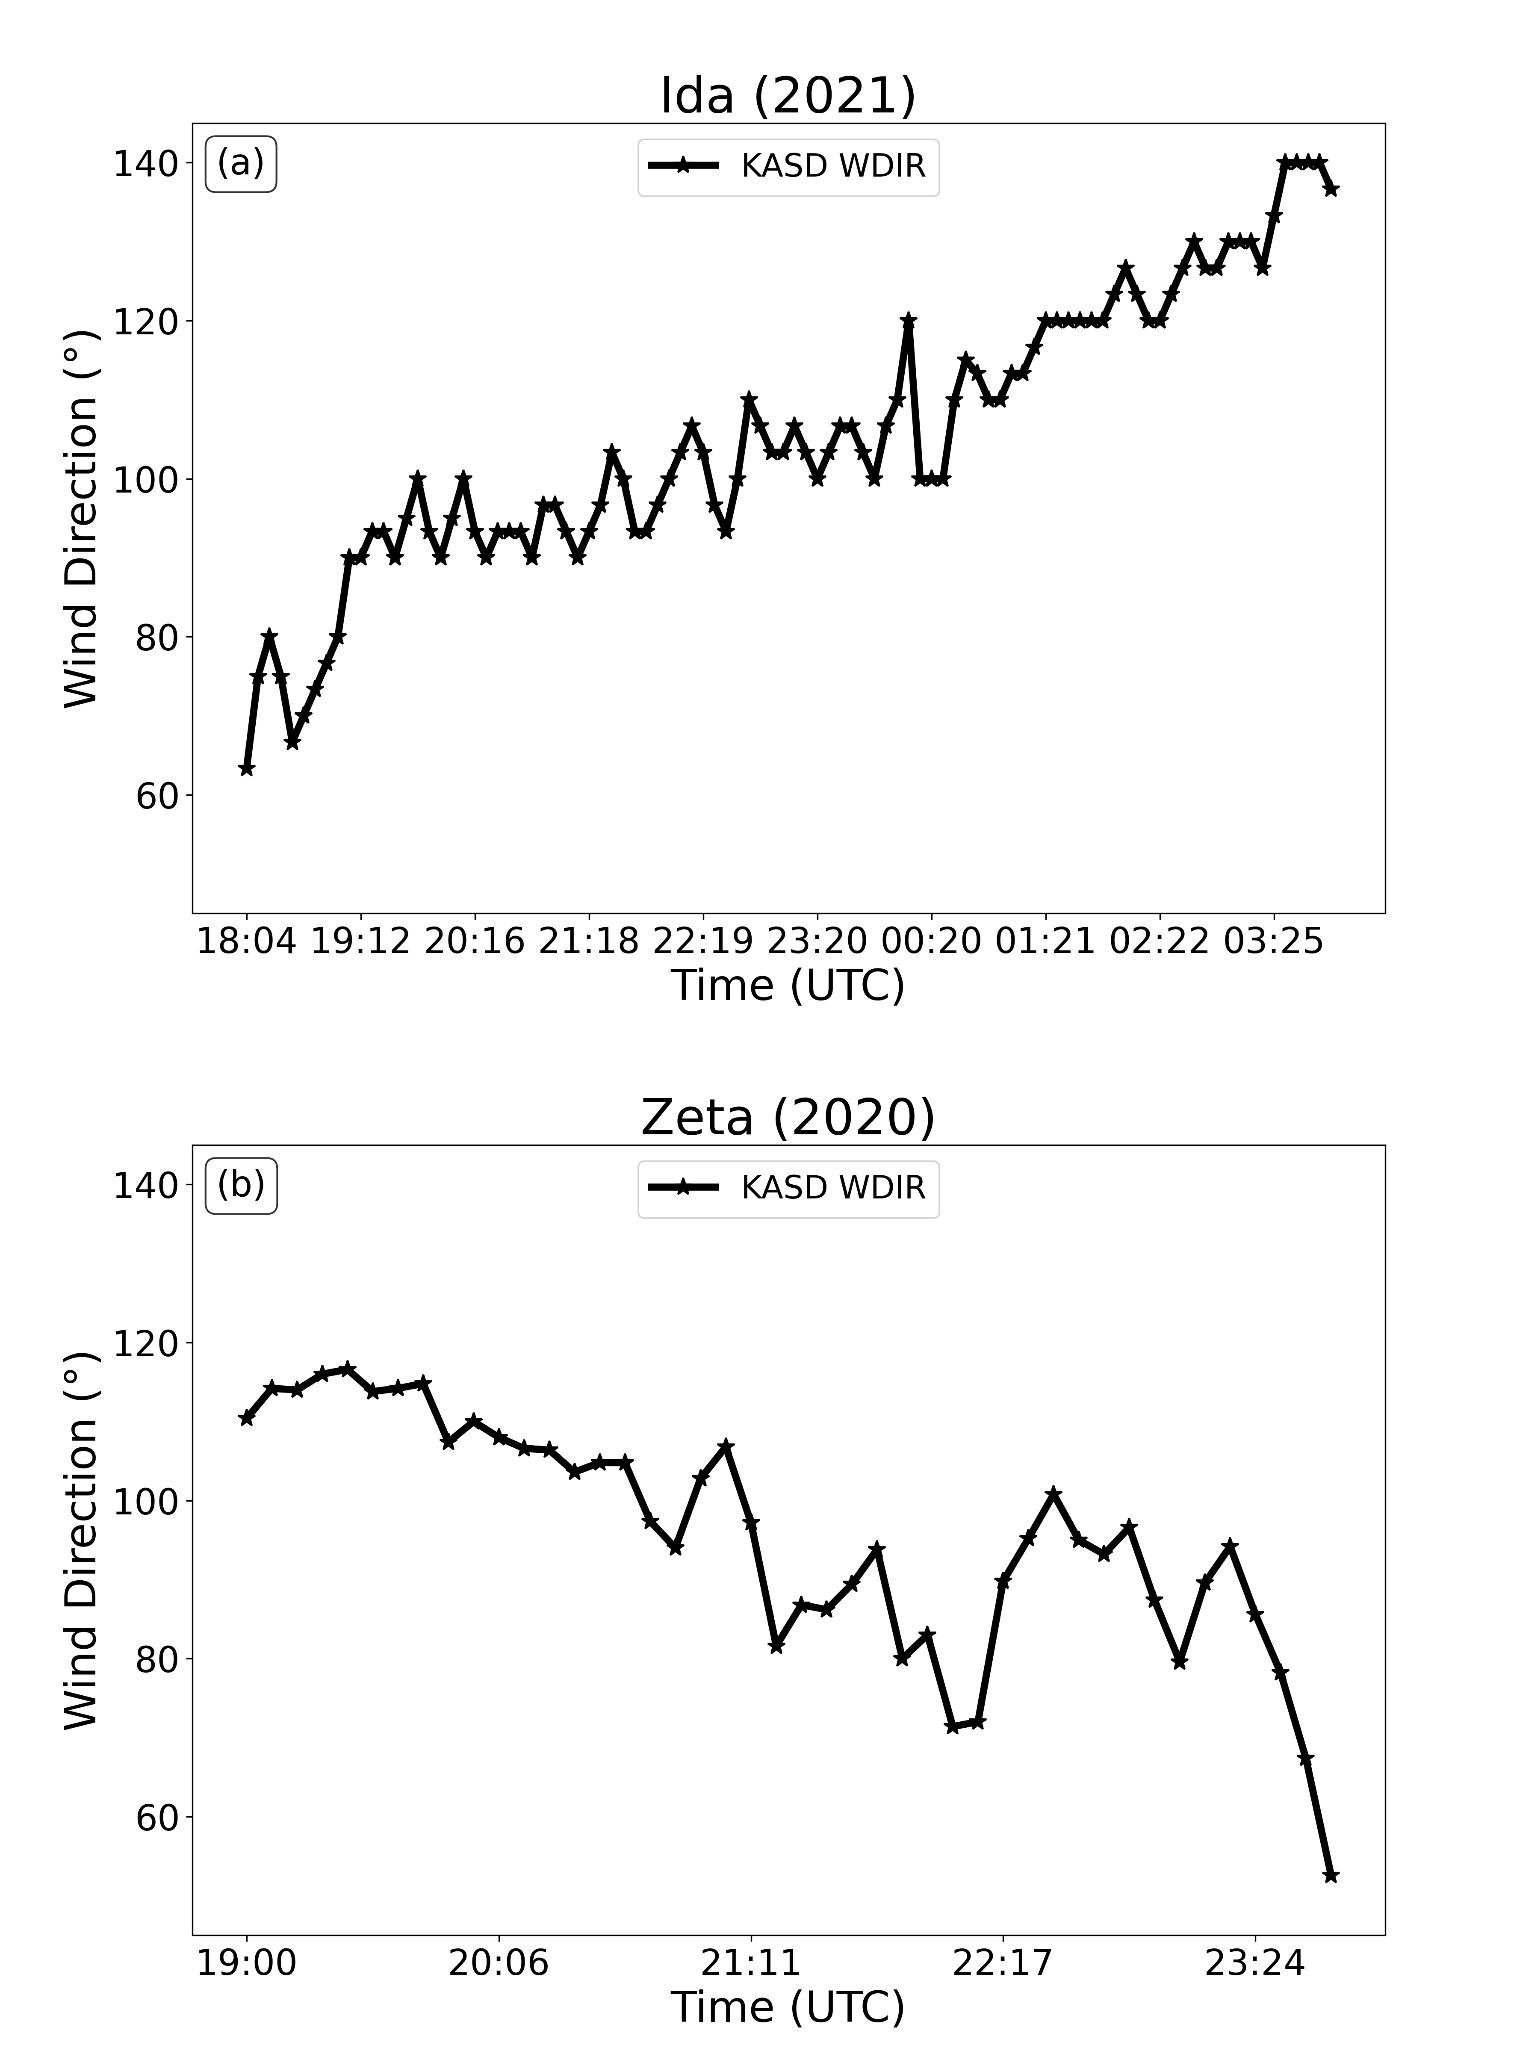 Ida (2021)
(a)
KASD WDIR
140
120
100
80
60
Wind Direction (°)
18:04 19:12 20:16 21:18 22:19 23:20 00:20 01:21 02:22 03:25
Time (UTC)
Zeta (2020)
(b)
KASD WDIR
140
120
100
80
60
Wind Direction (°)
19:00 20:06 21:11 22:17 23:24
Time (UTC)